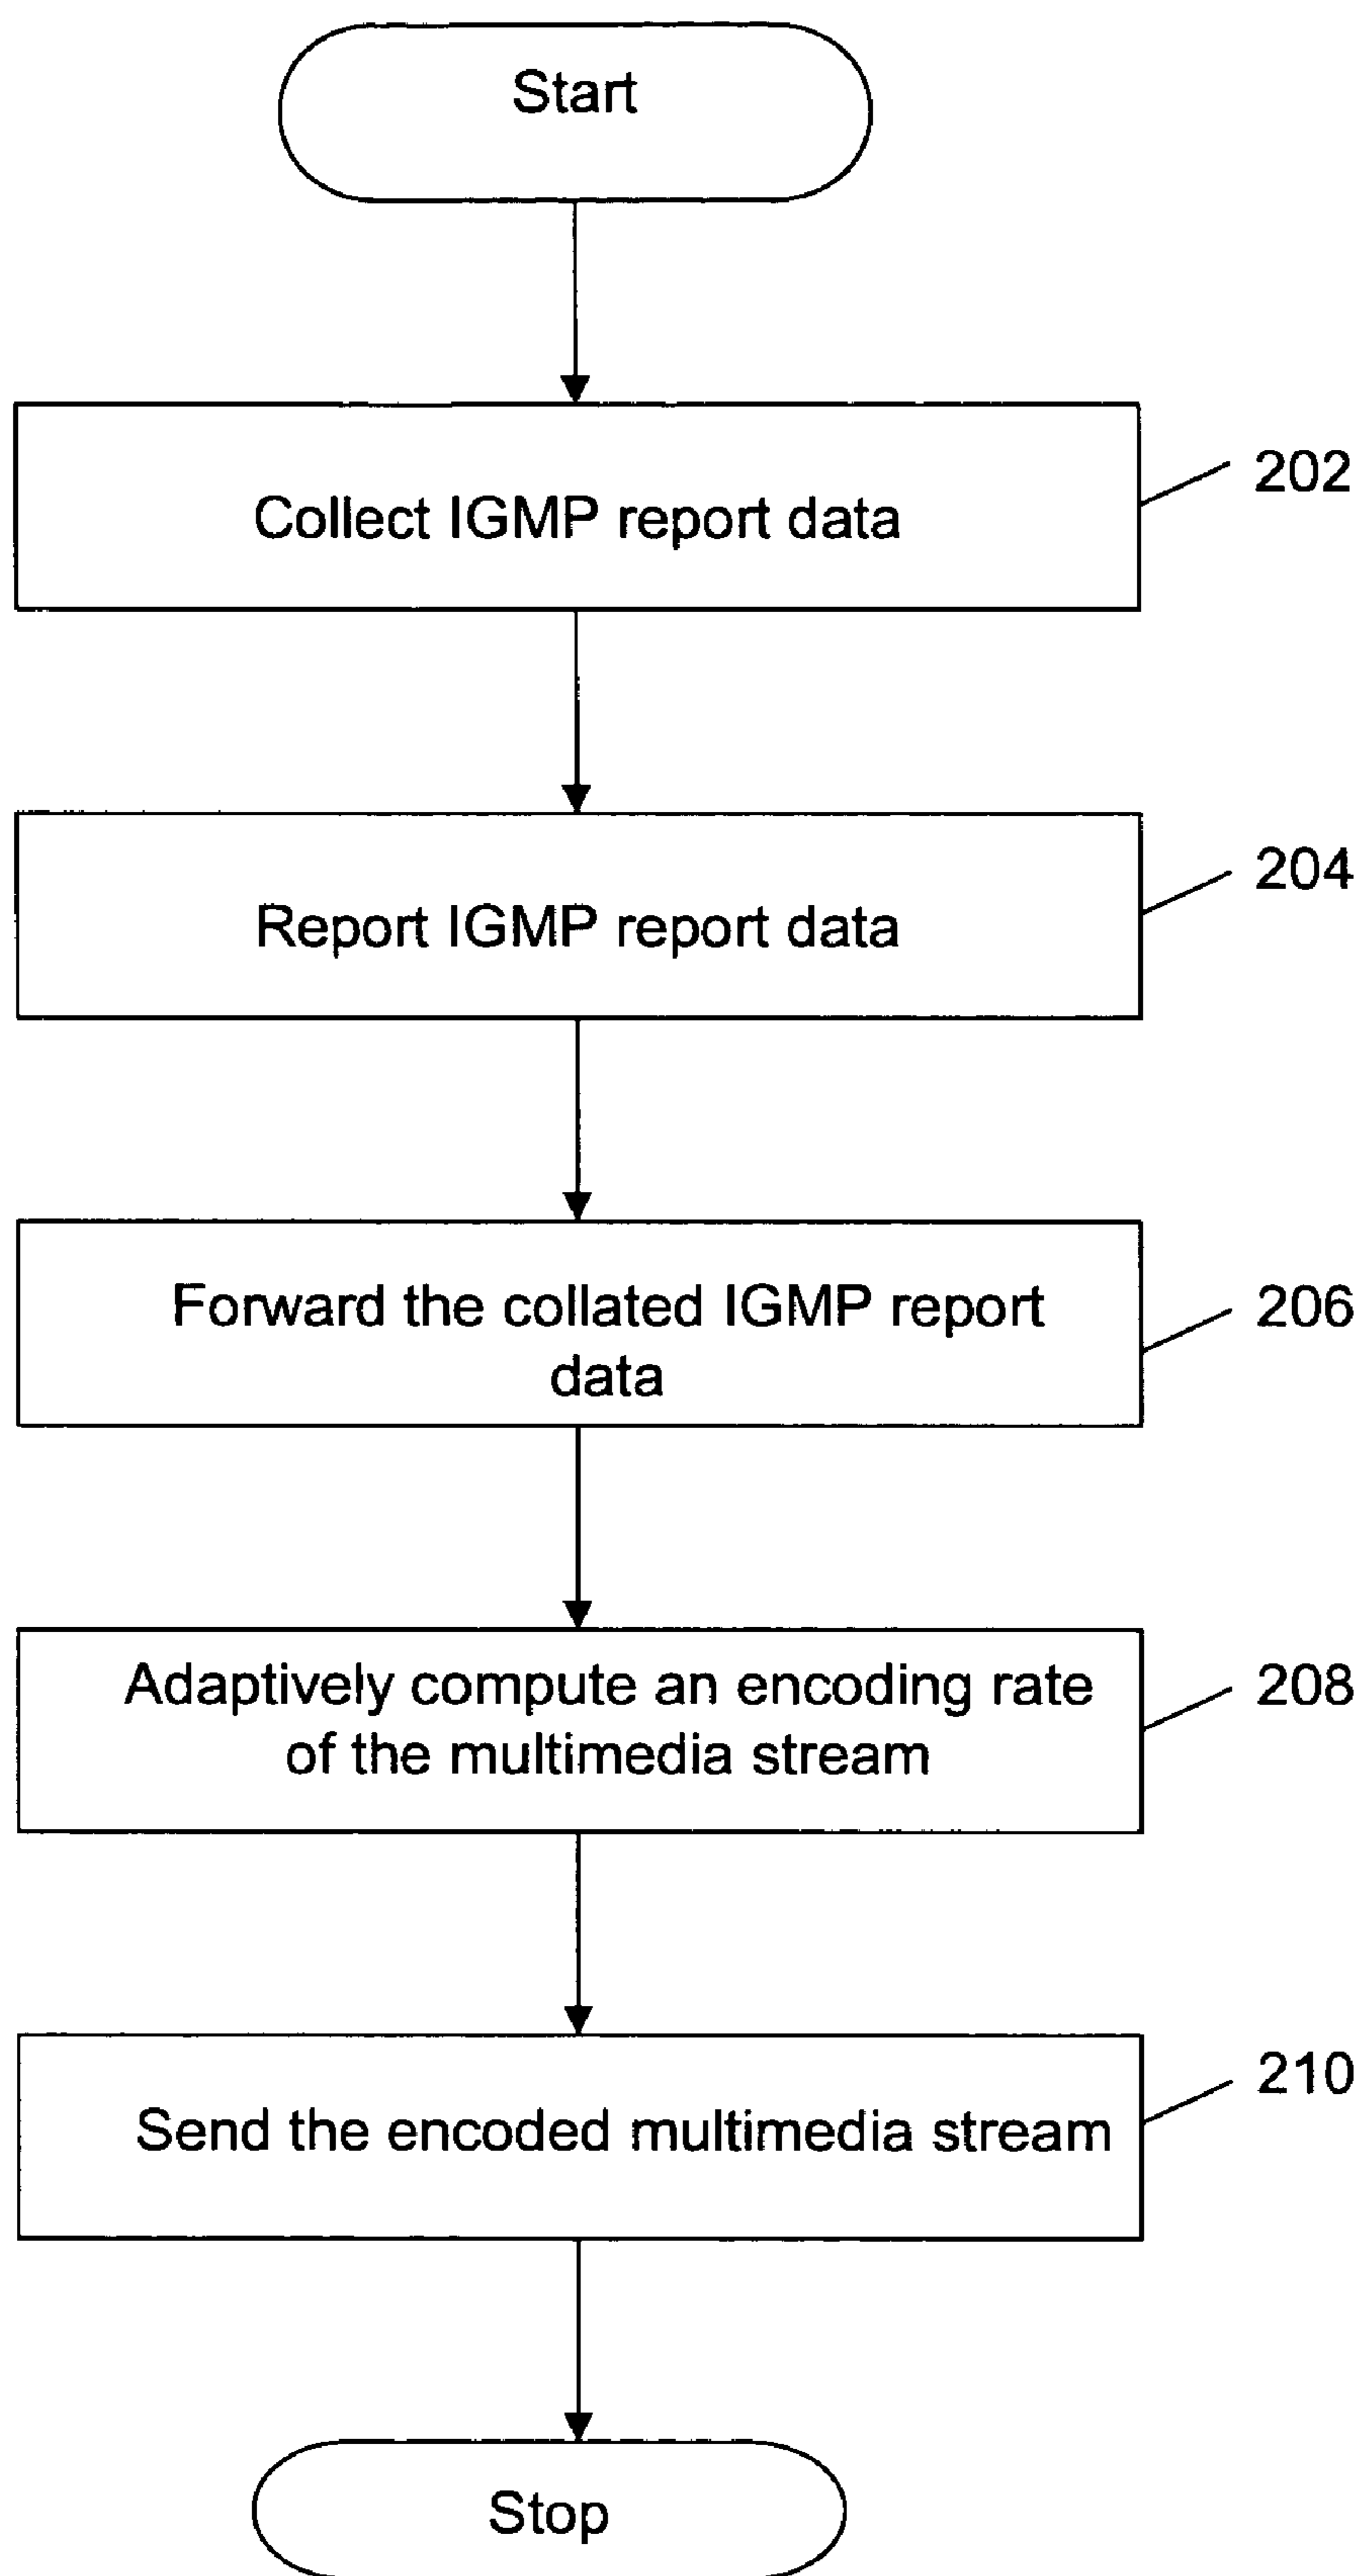 Start
Collect IGMP report data
202
Report IGMP report data
204
Forward the collated IGMP report
data
206
Adaptively compute an encoding rate
of the multimedia stream
208
Send the encoded multimedia stream
210
Stop